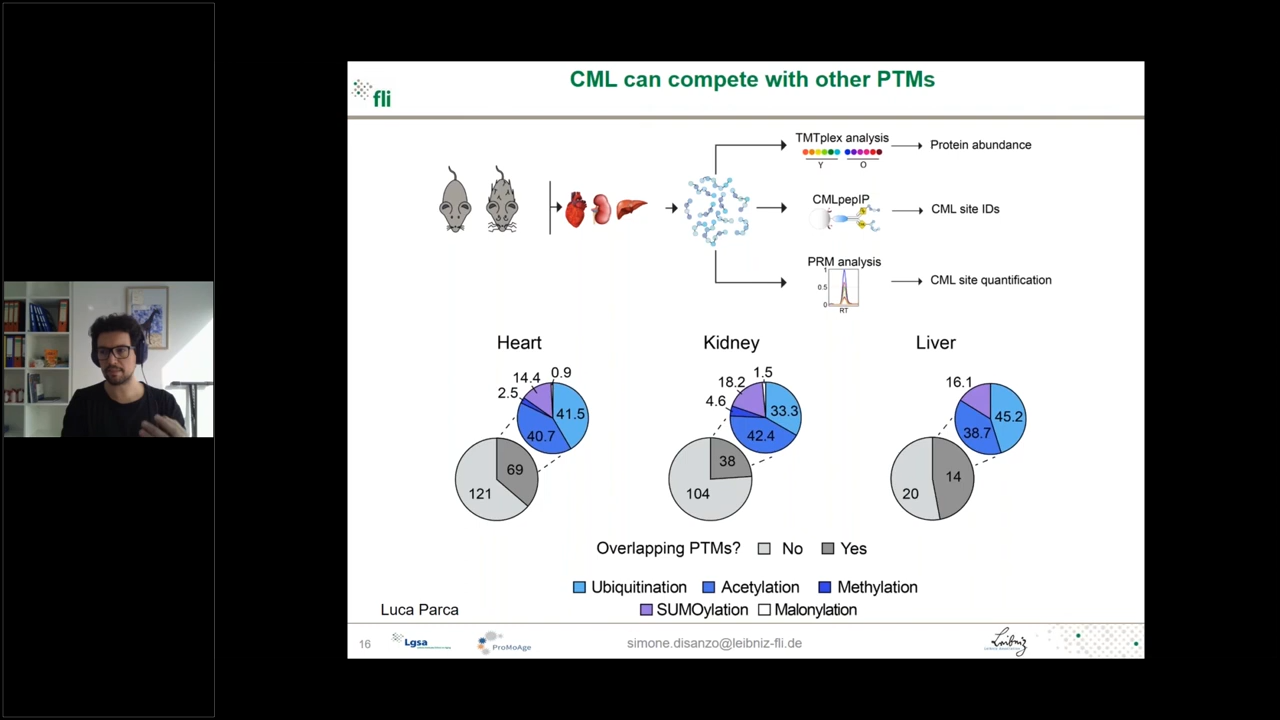 CML can compete with other PTMs
fli
TMTplex analysis
Y
O
Protein abundance
CMLpepIP
CML site IDs
PRM analysis
1
0.5
0
RT
CML site quantification
Heart
Kidney
Liver
0.9
14.4
2.5
41.5
40.7
69
121
1.5
18.2
4.6
33.3
42.4
38
104
16.1
45.2
38.7
14
20
Overlapping PTMs? No Yes
Ubiquitination Acetylation Methylation
SUMOylation Malonylation
Luca Parca
16
Lgsa
ProMoAge
simone.disanzo@leibniz-fli.de
Leibniz